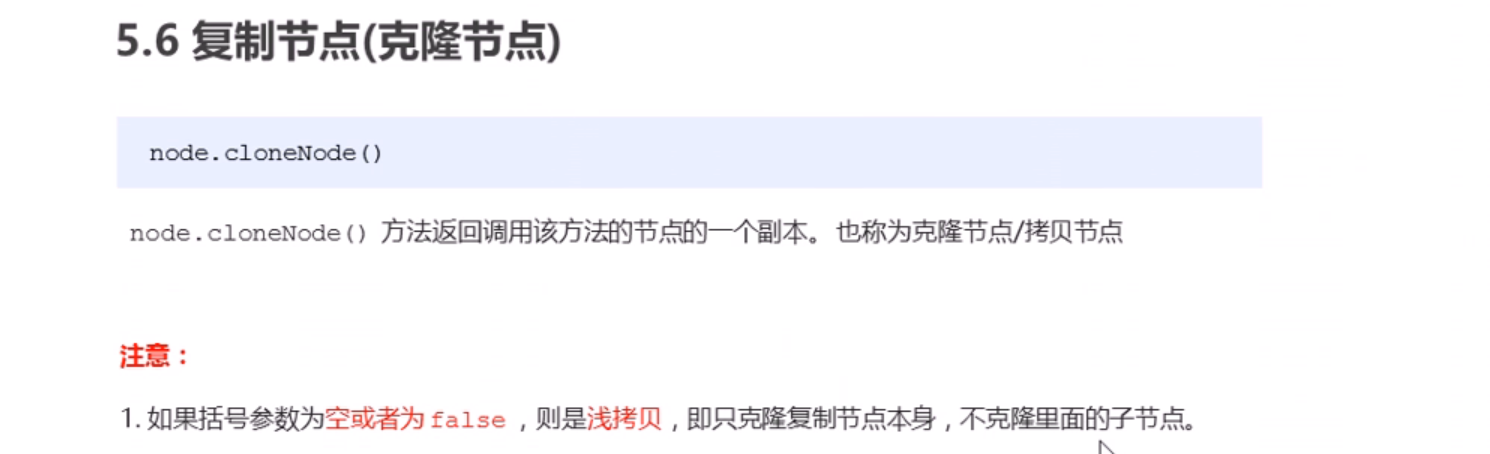 5.6 复制节点(克隆节点)
node.cloneNode()
node.cloneNode() 方法返回调用该方法的节点的一个副本。 也称为克隆节点/拷贝节点
注意：
1. 如果括号参数为空或者为 false ，则是浅拷贝，即只克隆复制节点本身，不克隆里面的子节点。